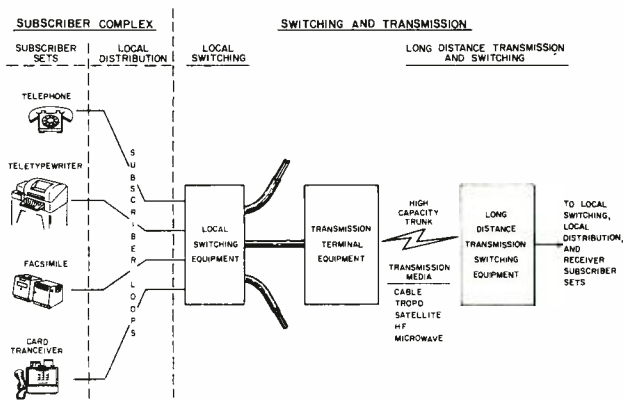 SUBSCRIBER COMPLEX
SWITCHING AND TRANSMISSION
SUBSCRIBER
SETS
LOCAL
DISTRIBUTION
LOCAL
SWITCHING
LONG DISTANCE TRANSMISSION
AND SWITCHING
TELEPHONE
TELETYPEWRITER
FACSIMILE
CARD
TRANCEIVER
SUBSCRIBER LOOPS
LOCAL
SWITCHING
EQUIPMENT
TRANSMISSION
TERMINAL
EQUIPMENT
HIGH
CAPACITY
TRUNK
TRANSMISSION
MEDIA
CABLE
TROPO
SATELLITE
HF
MICROWAVE
LONG
DISTANCE
TRANSMISSION
SWITCHING
EQUIPMENT
TO LOCAL
SWITCHING,
LOCAL
DISTRIBUTION,
AND
RECEIVER
SUBSCRIBER
SETS